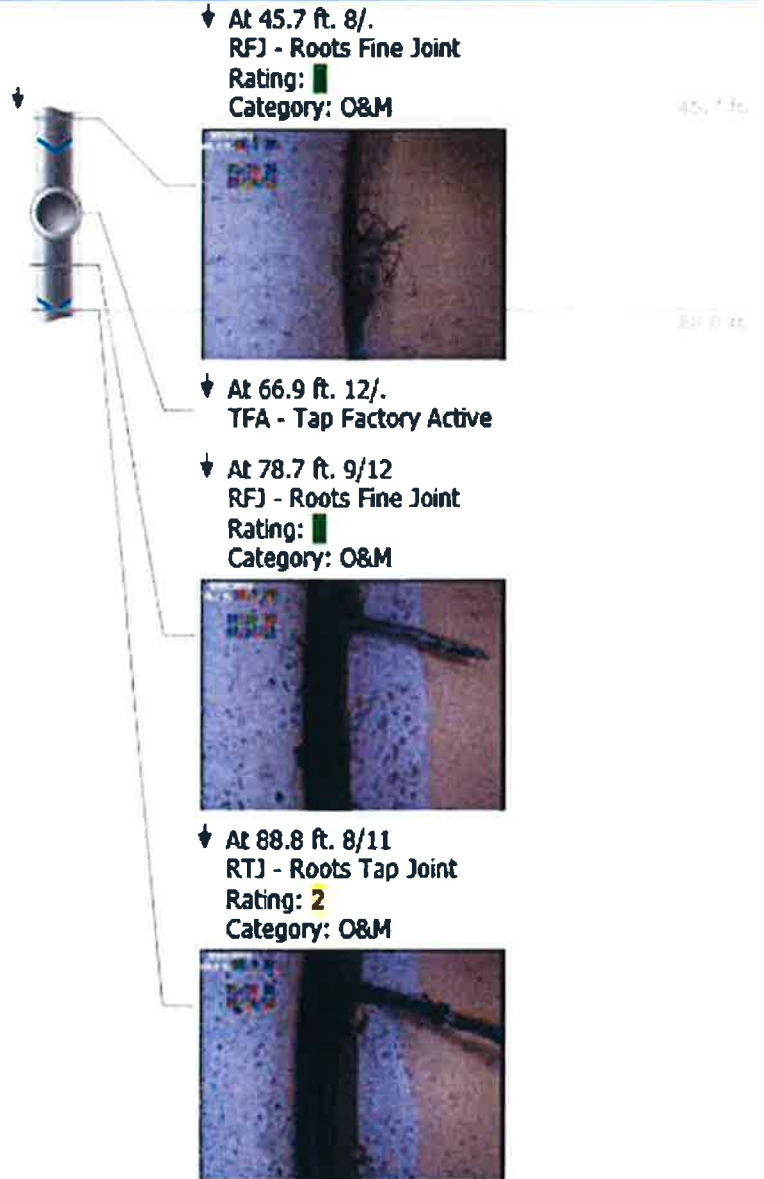 At 45.7 ft. 8/.
RFJ - Roots Fine Joint
Rating:
Category: O&M
At 66.9 ft. 12/.
TFA - Tap Factory Active
At 78.7 ft. 9/12
RFJ - Roots Fine Joint
Rating:
Category: O&M
At 88.8 ft. 8/11
RTJ - Roots Tap Joint
Rating: 2
Category: O&M